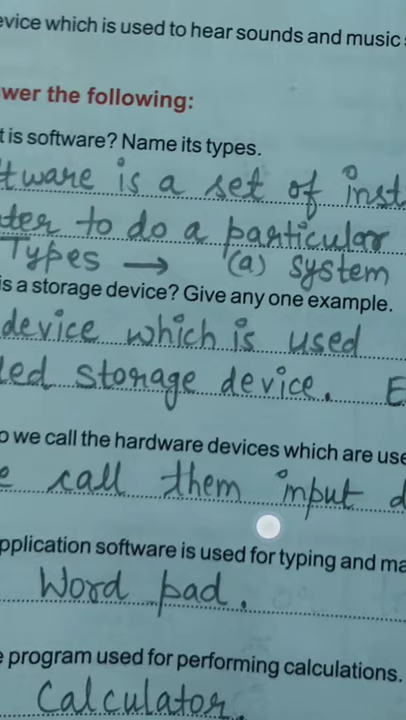 evice which is used to hear sounds and music
wer the following:
t is software? Name its types.
tware is a set of inst
ter to do a particular
Types → (a) system
is a storage device? Give any one example.
device which is used
led storage device. E
o we call the hardware devices which are use
e call them input d
pplication software is used for typing and ma
Word pad.
e program used for performing calculations.
Calculator.